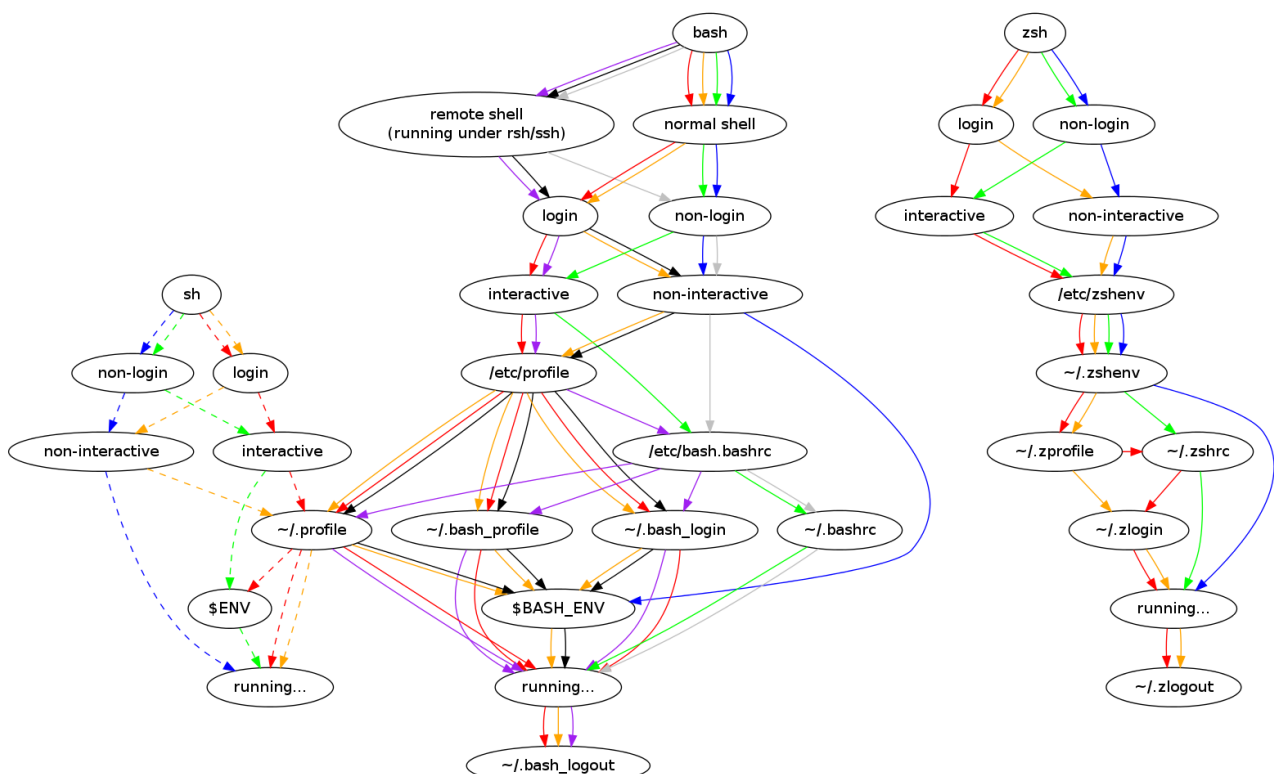 bash
zsh
remote shell
(running under rsh/ssh)
normal shell
login
non-login
login
non-login
interactive
non-interactive
sh
interactive
non-interactive
/etc/zshenv
non-login
login
/etc/profile
~/.zshenv
non-interactive
interactive
/etc/bash.bashrc
~/.zprofile
~/.zshrc
~/.profile
~/.bash_profile
~/.bash_login
~/.bashrc
~/.zlogin
$ENV
$BASH_ENV
running...
running...
running...
~/.zlogout
~/.bash_logout